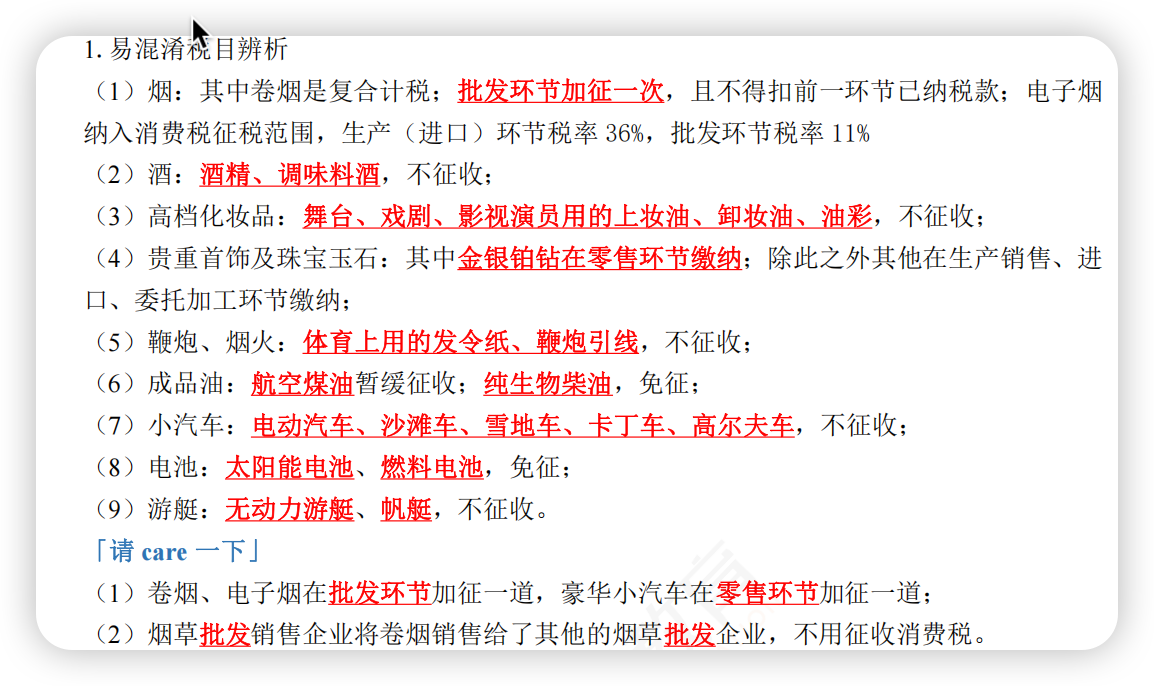 1. 易混淆税目辨析
（1）烟：其中卷烟是复合计税；批发环节加征一次，且不得扣前一环节已纳税款；电子烟
纳入消费税征税范围，生产（进口）环节税率 36%，批发环节税率 11%
（2）酒：酒精、调味料酒，不征收；
（3）高档化妆品：舞台、戏剧、影视演员用的上妆油、卸妆油、油彩，不征收；
（4）贵重首饰及珠宝玉石：其中金银铂钻在零售环节缴纳；除此之外其他在生产销售、进
口、委托加工环节缴纳；
（5）鞭炮、烟火：体育上用的发令纸、鞭炮引线，不征收；
（6）成品油：航空煤油暂缓征收；纯生物柴油，免征；
（7）小汽车：电动汽车、沙滩车、雪地车、卡丁车、高尔夫车，不征收；
（8）电池：太阳能电池、燃料电池，免征；
（9）游艇：无动力游艇、帆艇，不征收。
「请 care 一下」
（1）卷烟、电子烟在批发环节加征一道，豪华小汽车在零售环节加征一道；
（2）烟草批发销售企业将卷烟销售给了其他的烟草批发企业，不用征收消费税。